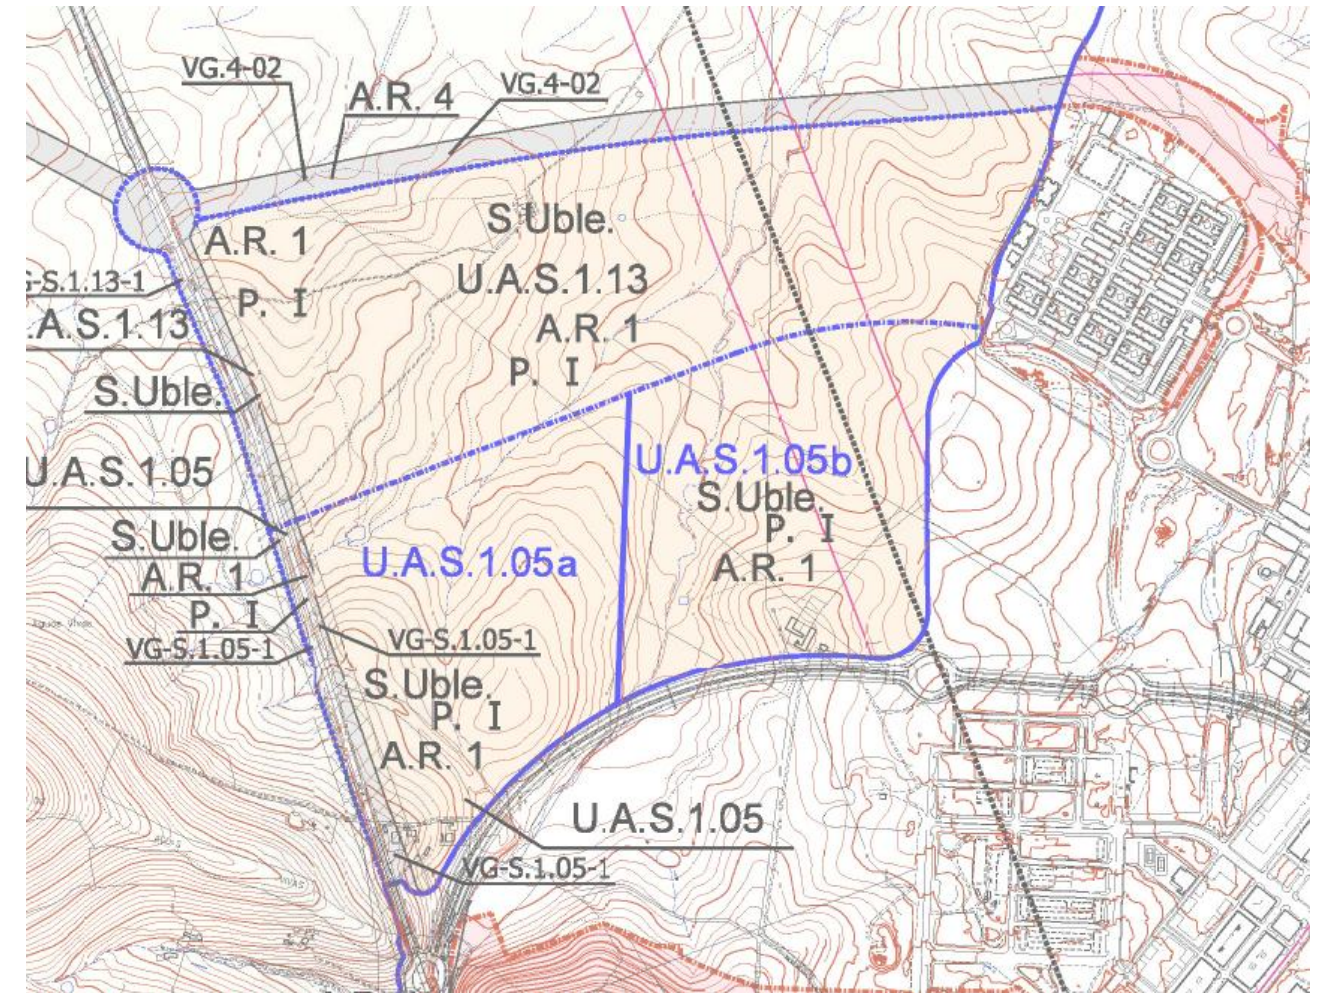 VG.4-02
A.R. 4
VG.4-02
S.Uble.
A.R. 1
U.A.S.1.13
-S.1.13-1
P. I
.A.S.1.13
A.R. 1
P. I
S.Uble.
U.A.S.1.05
U.A.S.1.05b
S.Uble.
P. I
A.R. 1
S.Uble.
A.R. 1
P. I
U.A.S.1.05a
VG-S.1.05-1
VG-S.1.05-1
S.Uble.
P. I
A.R. 1
U.A.S.1.05
VG-S.1.05-1